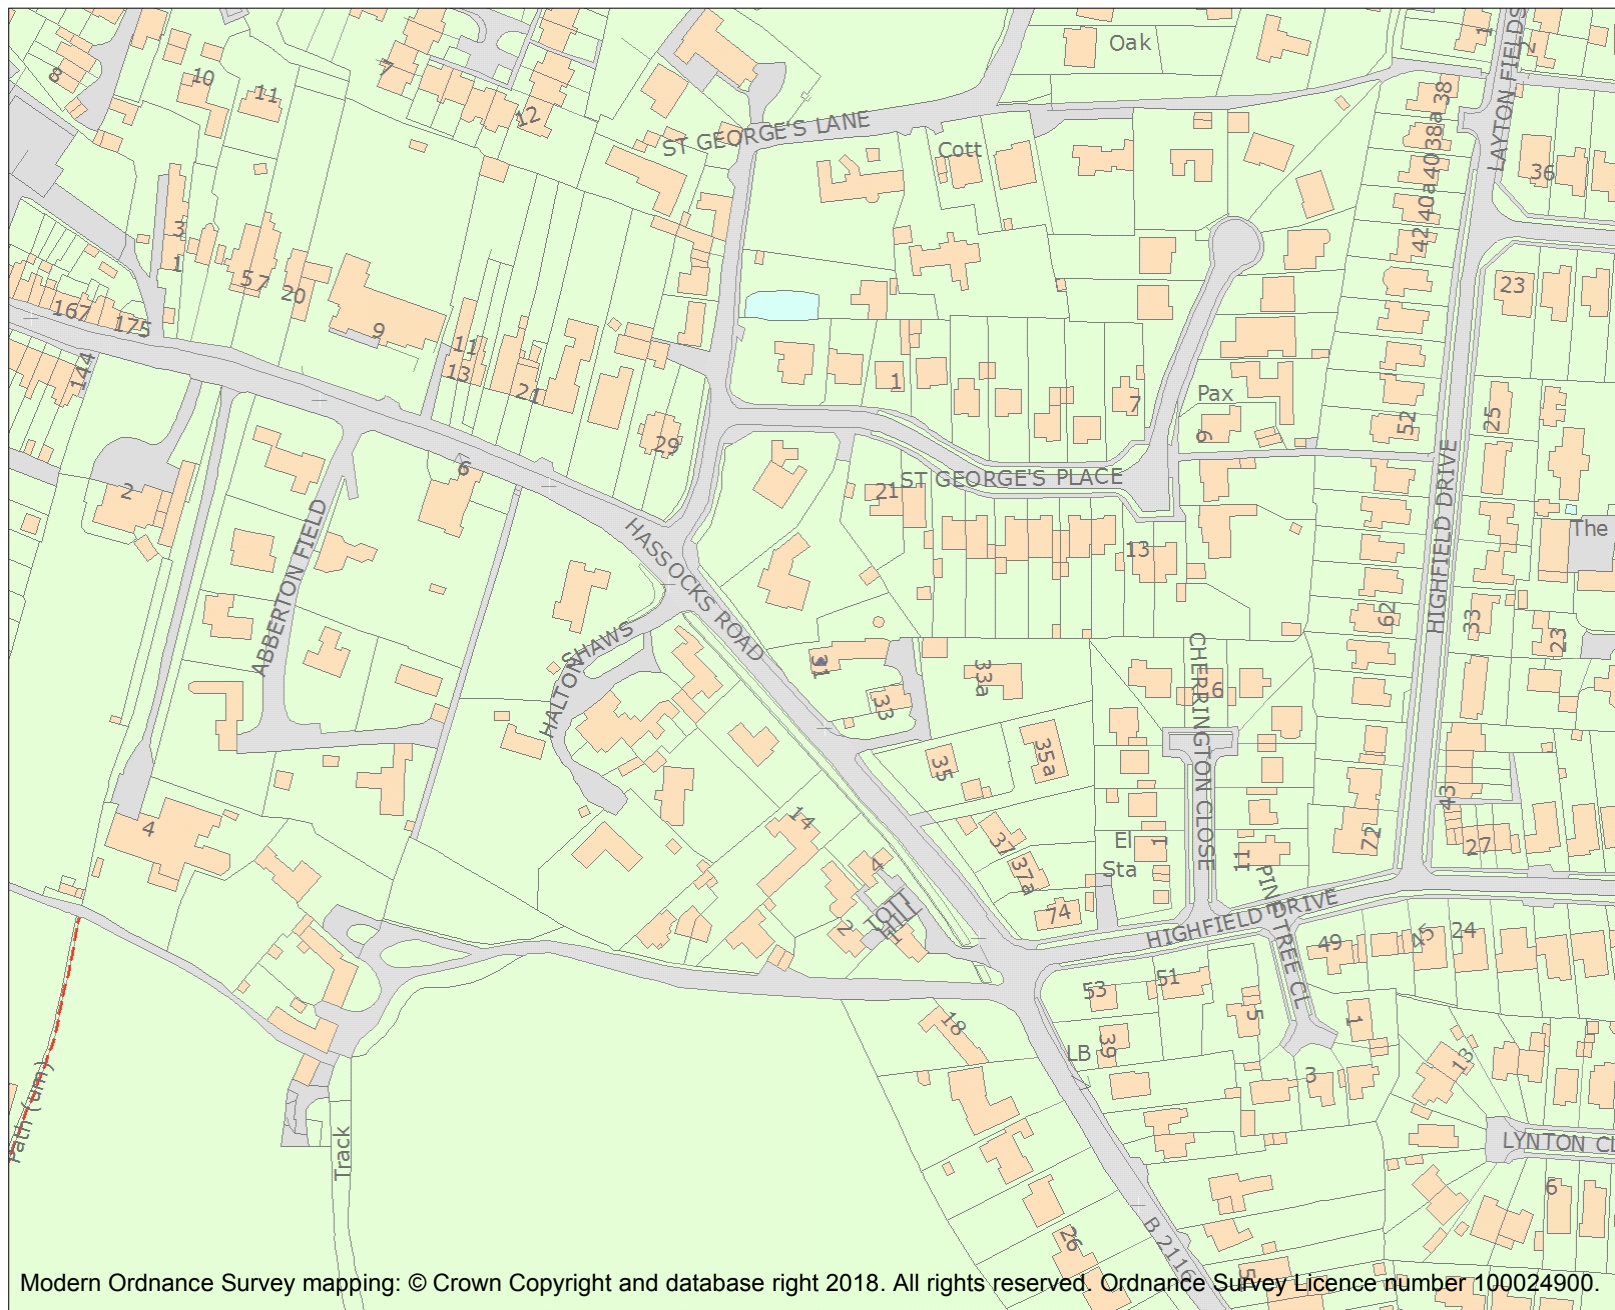 Oak
1
2
8
10
7
11
12
38
LAYTON FIELDS
ST GEORGE'S LANE
38a
Cott
40
36
40a
3
42
1
5
7
20
23
167
175
9
11
144
13
21
1
Pax
7
52
25
29
9
6
ST GEORGE'S PLACE
2
21
HIGHFIELD DRIVE
HASSOCKS ROAD
The
13
ABBERTON FIELD
62
33
23
HALTON SHAWS
31
33a
CHERRINGTON CLOSE
6
33
35
35a
43
14
4
37
El
Sta
1
72
27
11
37a
4
PINE TREE CL
2
TOTT HILL
1
74
HIGHFIELD DRIVE
49
45
24
53
51
18
5
1
39
LB
13
3
Path (um)
Track
LYNTON CL
6
26
B 2110
5
Modern Ordnance Survey mapping: © Crown Copyright and database right 2018. All rights reserved. Ordnance Survey Licence number 100024900.